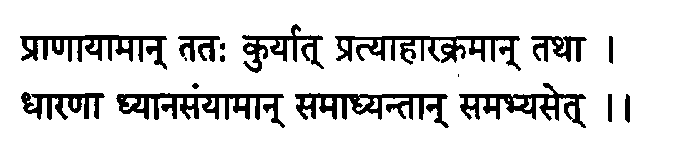 प्राणायामान् ततः कुर्यात् प्रत्याहारक्रमान् तथा ।
धारणा ध्यानसंयामान् समाध्यन्तान् समभ्यसेत् ।।